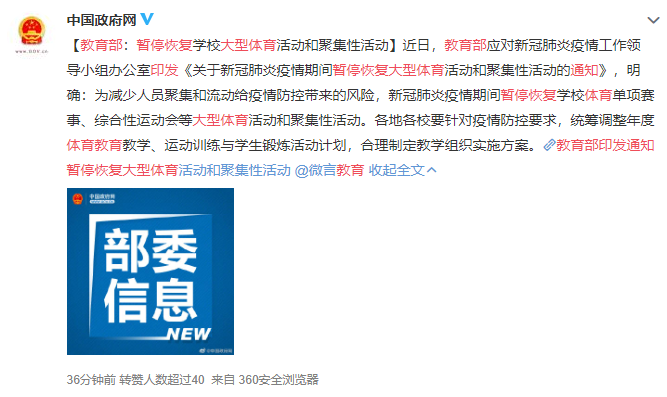 中国政府网
【教育部：暂停恢复学校大型体育活动和聚集性活动】近日，教育部应对新冠肺炎疫情工作领
导小组办公室印发《关于新冠肺炎疫情期间暂停恢复大型体育活动和聚集性活动的通知》，明
确：为减少人员聚集和流动给疫情防控带来的风险，新冠肺炎疫情期间暂停恢复学校体育单项赛
事、综合性运动会等大型体育活动和聚集性活动。各地各校要针对疫情防控要求，统筹调整年度
体育教育教学、运动训练与学生锻炼活动计划，合理制定教学组织实施方案。教育部印发通知
暂停恢复大型体育活动和聚集性活动 @微言教育 收起全文
中国政府网
部委
信息
NEW
@中国政府网
36分钟前 转赞人数超过40 来自 360安全浏览器